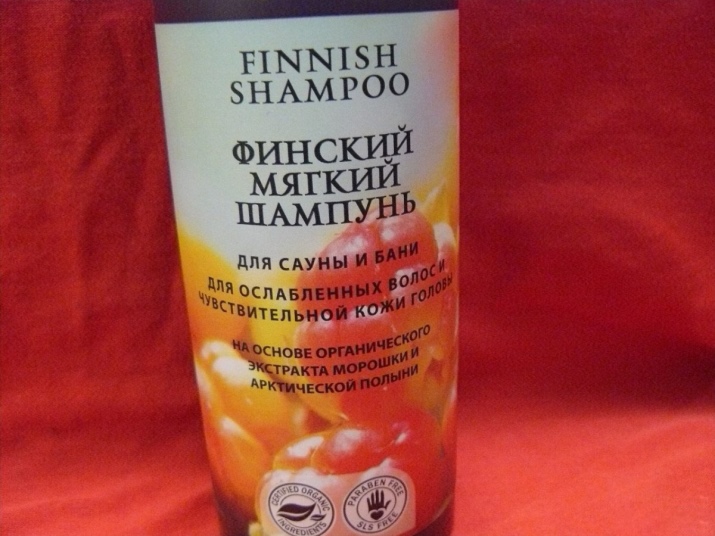 FINNISH
SHAMPOO
ФИНСКИЙ
МЯГКИЙ
ШАМПУНЬ
ДЛЯ САУНЫ И БАНИ
ДЛЯ ОСЛАБЛЕННЫХ ВОЛОС И
ЧУВСТВИТЕЛЬНОЙ КОЖИ ГОЛОВЫ
НА ОСНОВЕ ОРГАНИЧЕСКОГО
ЭКСТРАКТА МОРОШКИ И
АРКТИЧЕСКОЙ ПОЛЫНИ
CERTIFIED ORGANIC
INGREDIENTS
PARABEN FREE
SLS FREE